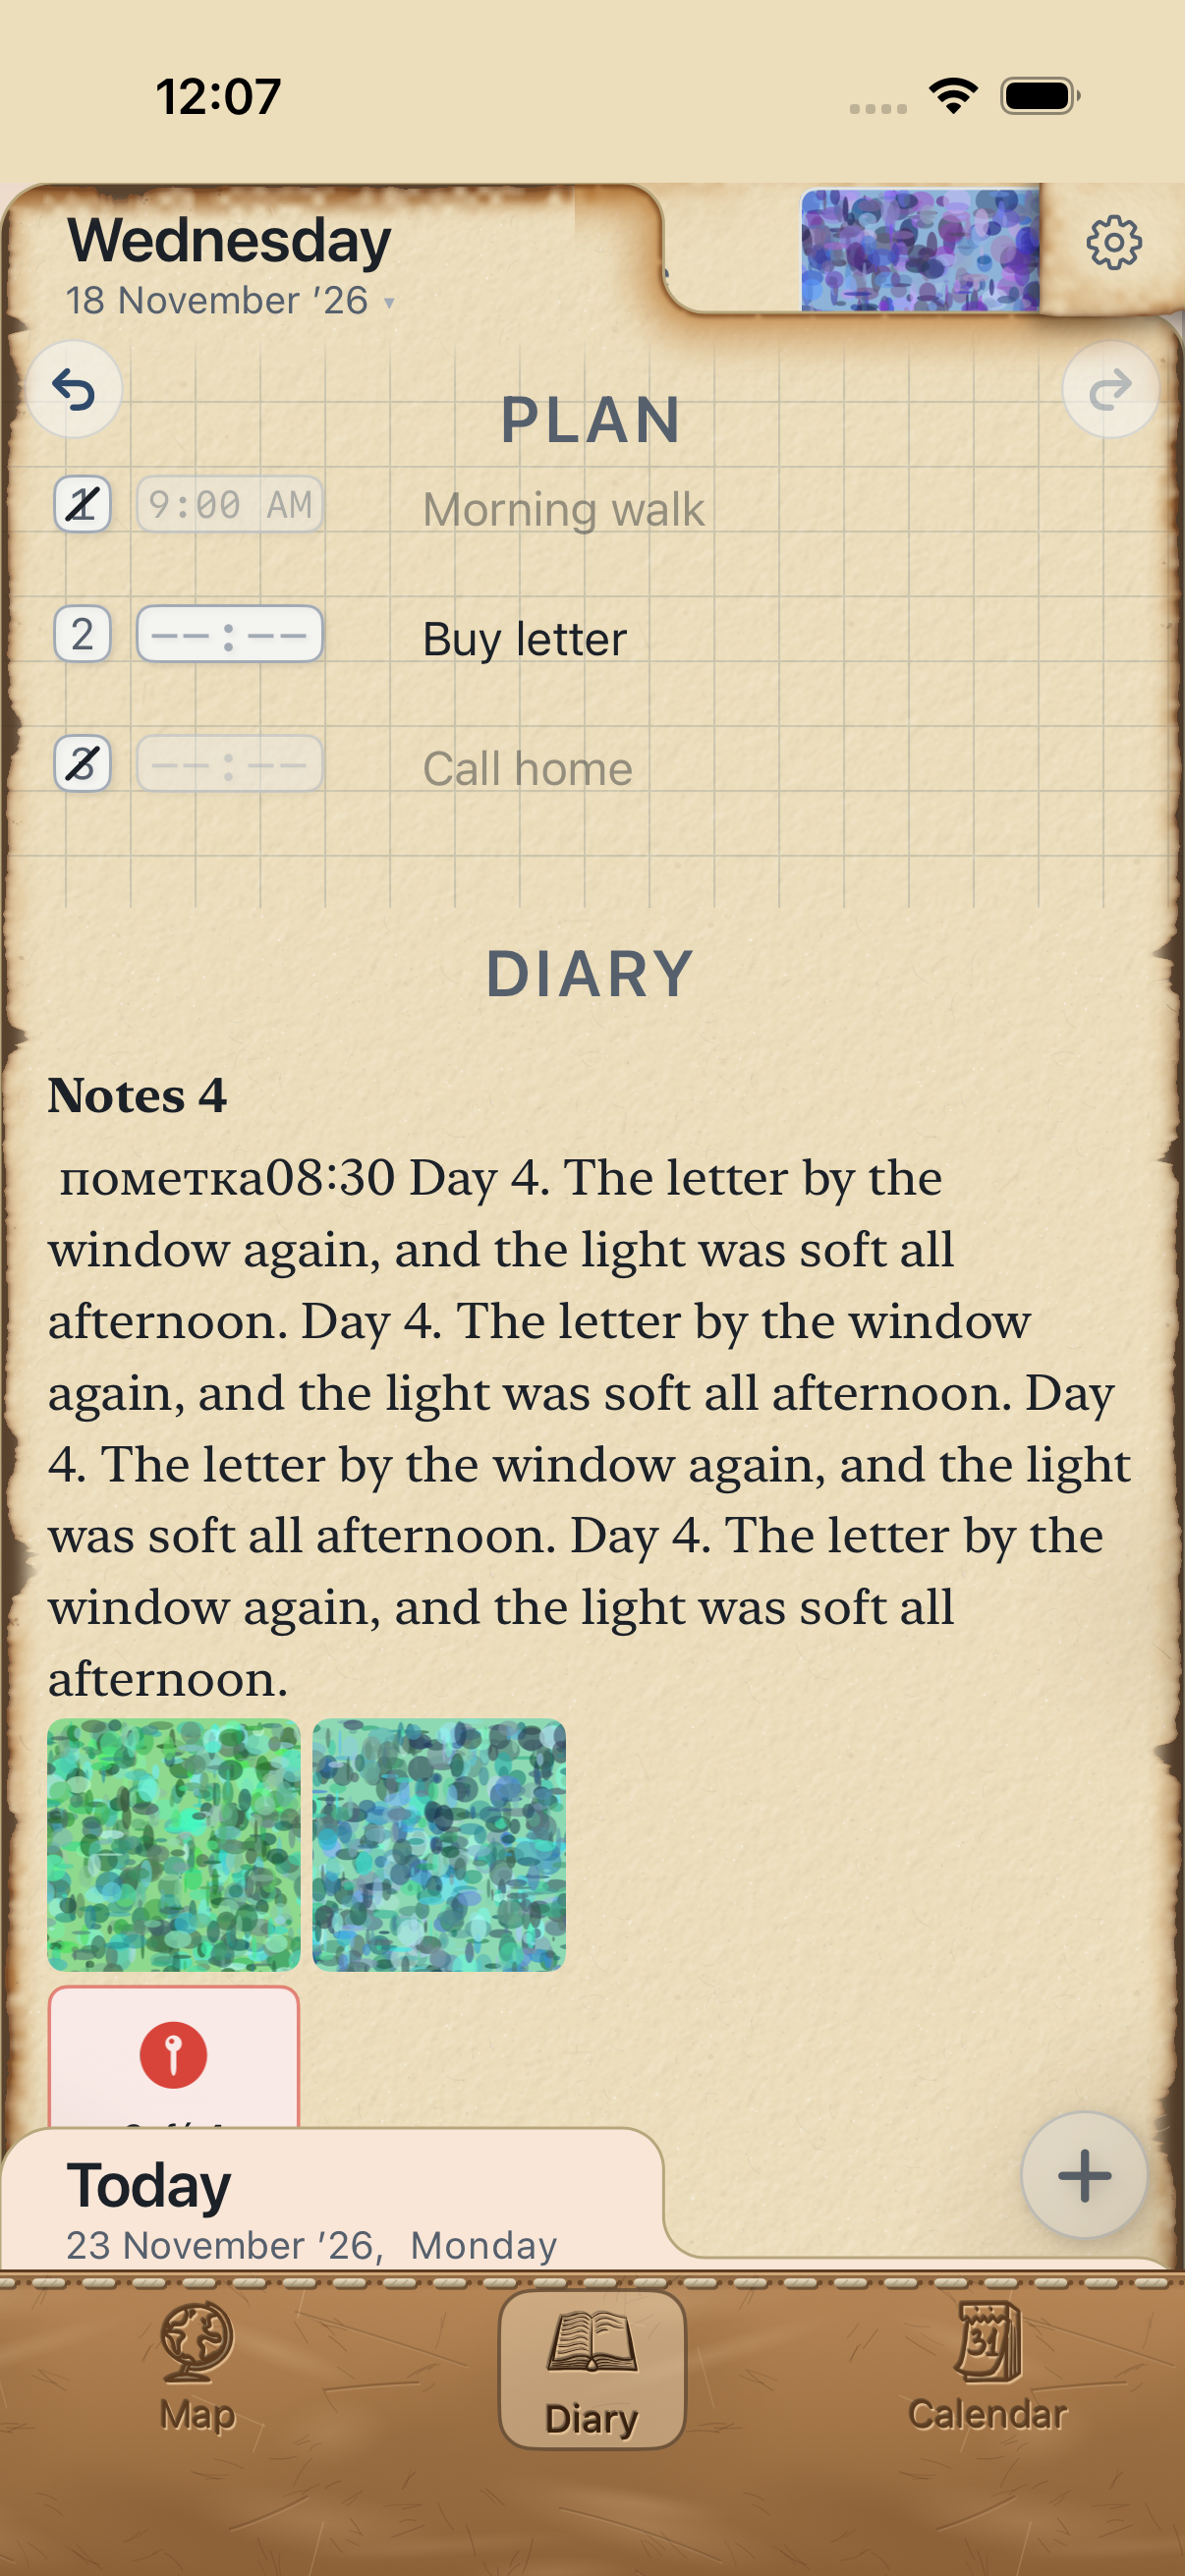 12:07
Wednesday
18 November ’26
PLAN
1 9:00 AM Morning walk
2 --:-- Buy letter
3 --:-- Call home
DIARY
Notes 4
пометка08:30 Day 4. The letter by the
window again, and the light was soft all
afternoon. Day 4. The letter by the window
again, and the light was soft all afternoon. Day
4. The letter by the window again, and the light
was soft all afternoon. Day 4. The letter by the
window again, and the light was soft all
afternoon.
Today
23 November ’26, Monday
31
Map
Diary
Calendar